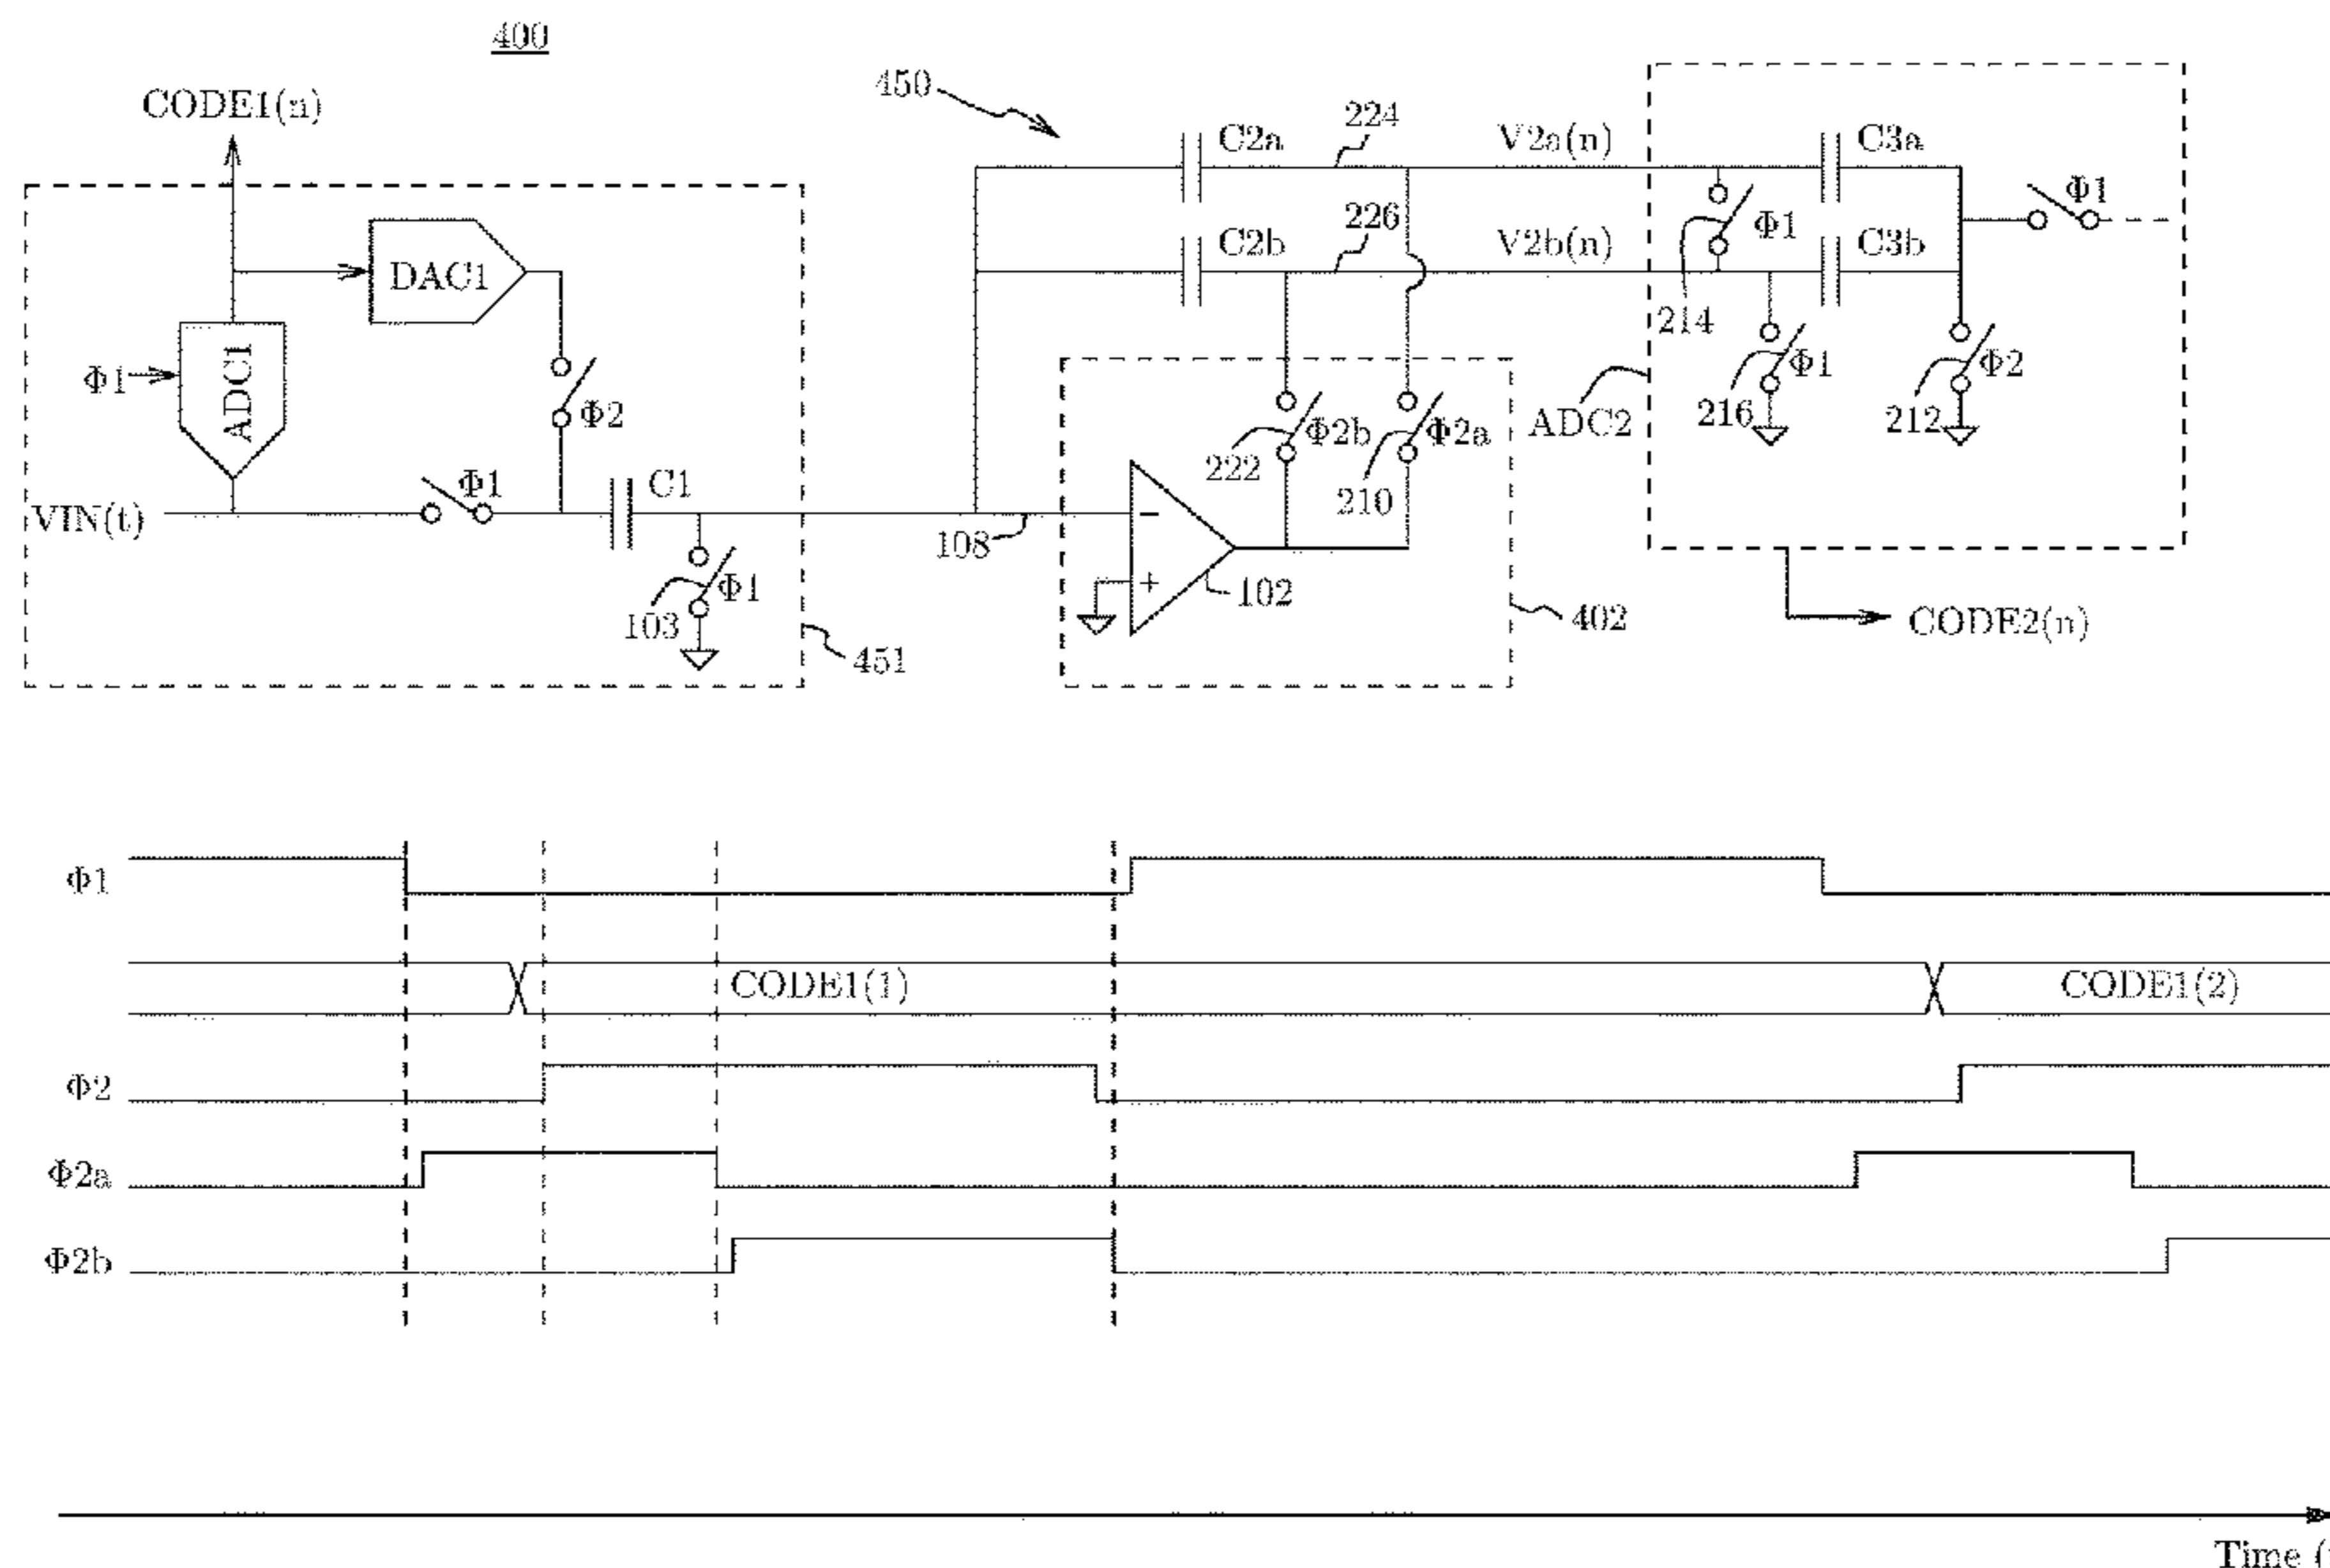 400
CODE1(n)
450
C2a
224
V2a(n)
C3a
Φ1
DAC1
C2b
226
V2b(n)
Φ1
C3b
214
ADC1
Φ1
Φ2
222
Φ2b
210
Φ2a
ADC2
216
Φ1
212
Φ2
VIN(t)
Φ1
C1
108
−
+
102
103
Φ1
451
402
CODE2(n)
Φ1
CODE1(1)
CODE1(2)
Φ2
Φ2a
Φ2b
Time (